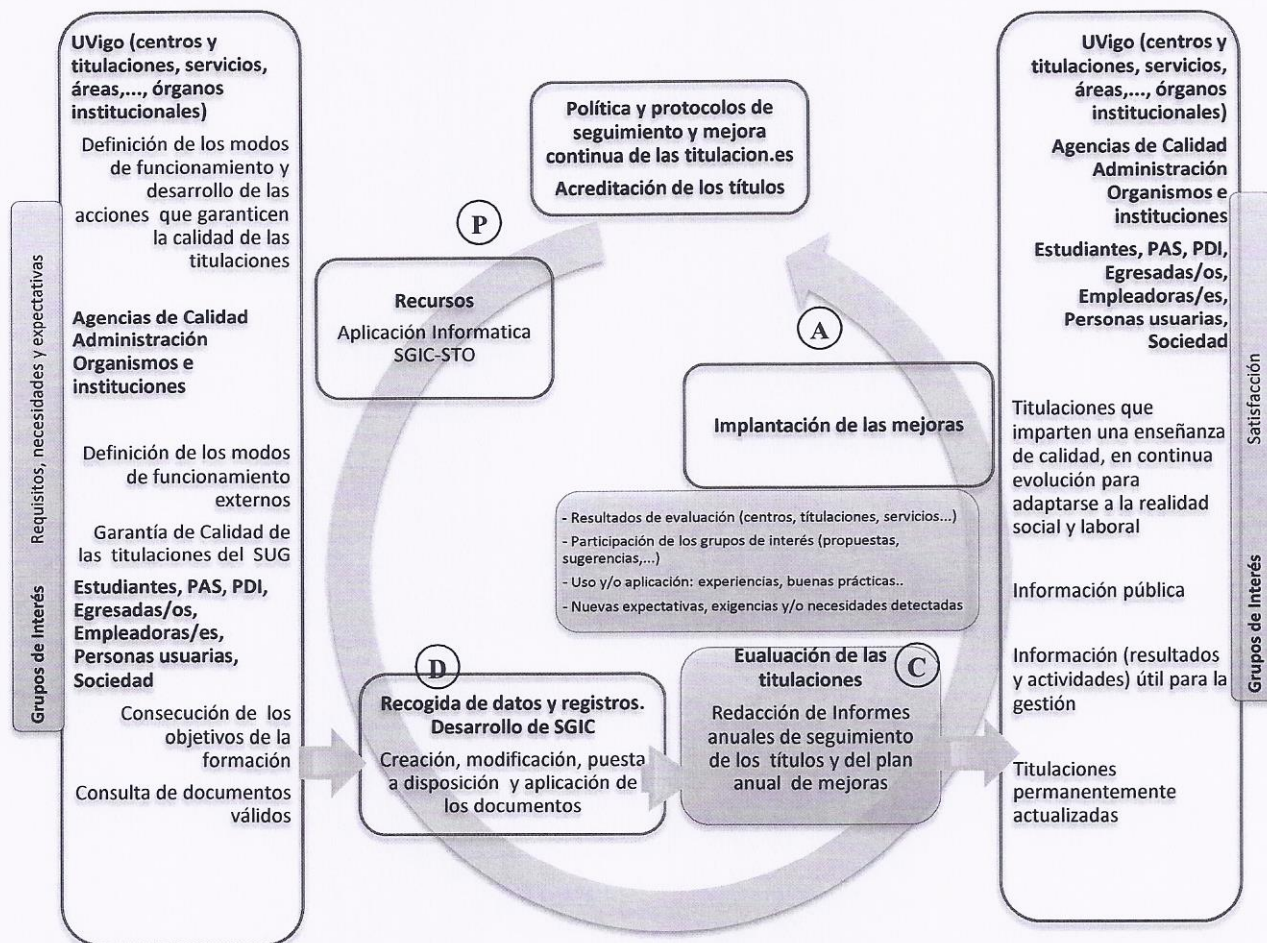 UVigo (centros y
titulaciones, servicios,
áreas,..., órganos
institucionales)
Definición de los modos
de funcionamiento y
desarrollo de las
acciones que garanticen
la calidad de las
titulaciones
Agencias de Calidad
Administración
Organismos e
instituciones
Definición de los modos
de funcionamiento
externos
Garantía de Calidad de
las titulaciones del SUG
Estudiantes, PAS, PDI,
Egresadas/os,
Empleadoras/es,
Personas usuarias,
Sociedad
Consecución de los
objetivos de la
formación
Consulta de documentos
válidos
Grupos de Interés Requisitos, necesidades y expectativas
Política y protocolos de
seguimiento y mejora
continua de las titulacion.es
Acreditación de los títulos
P
Recursos
Aplicación Informatica
SGIC-STO
A
Implantación de las mejoras
- Resultados de evaluación (centros, títulaciones, servicios...)
- Participación de los grupos de interés (propuestas,
sugerencias,...)
- Uso y/o aplicación: experiencias, buenas prácticas..
- Nuevas expectativas, exigencias y/o necesidades detectadas
D
Recogida de datos y registros.
Desarrollo de SGIC
Creación, modificación, puesta
a disposición y aplicación de
los documentos
C
Eualuación de las
titulaciones
Redacción de Informes
anuales de seguimiento
de los títulos y del plan
anual de mejoras
UVigo (centros y
titulaciones, servicios,
áreas,..., órganos
institucionales)
Agencias de Calidad
Administración
Organismos e
instituciones
Estudiantes, PAS, PDI,
Egresadas/os,
Empleadoras/es,
Personas usuarias,
Sociedad
Titulaciones que
imparten una enseñanza
de calidad, en continua
evolución para
adaptarse a la realidad
social y laboral
Información pública
Información (resultados
y actividades) útil para la
gestión
Titulaciones
permanentemente
actualizadas
Grupos de Interés Satisfacción